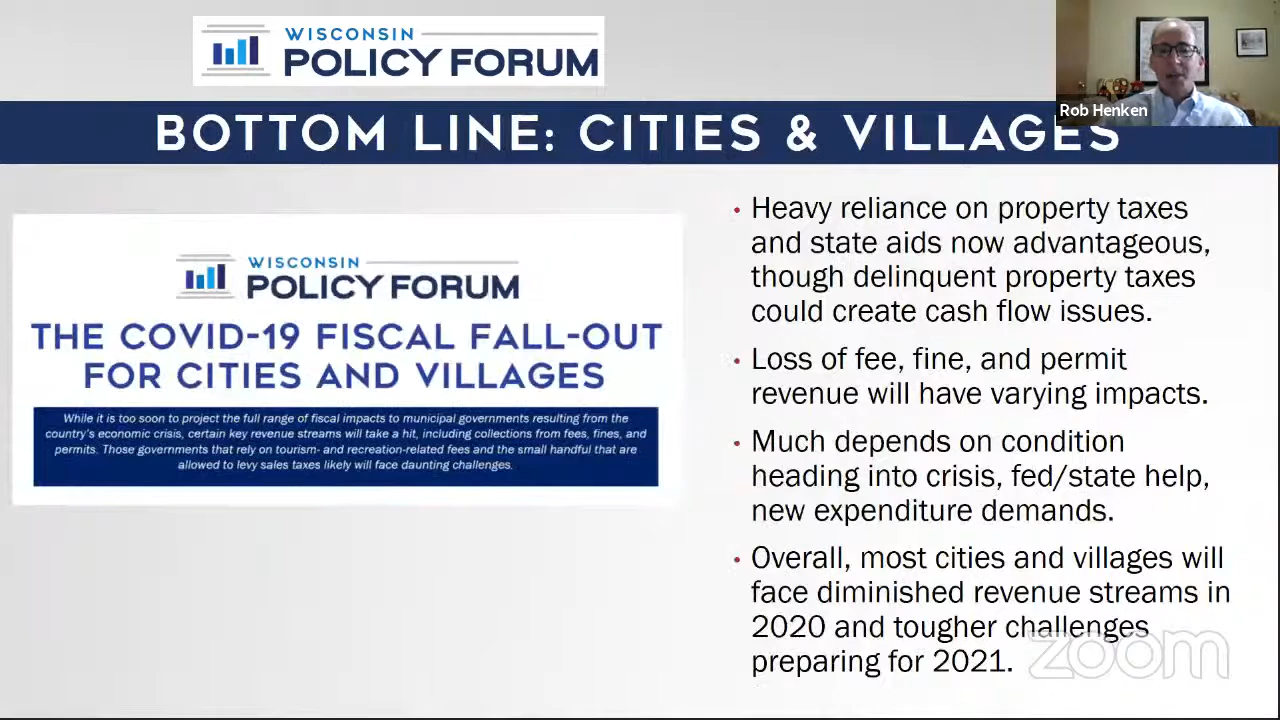 WISCONSIN
POLICY FORUM
Rob Henken
BOTTOM LINE: CITIES & VILLAGES
WISCONSIN
POLICY FORUM
THE COVID-19 FISCAL FALL-OUT
FOR CITIES AND VILLAGES
While it is too soon to project the full range of fiscal impacts to municipal governments resulting from the
country's economic crisis, certain key revenue streams will take a hit, including collections from fees, fines, and
permits. Those governments that rely on tourism- and recreation-related fees and the small handful that are
allowed to levy sales taxes likely will face daunting challenges.
• Heavy reliance on property taxes
and state aids now advantageous,
though delinquent property taxes
could create cash flow issues.
• Loss of fee, fine, and permit
revenue will have varying impacts.
• Much depends on condition
heading into crisis, fed/state help,
new expenditure demands.
• Overall, most cities and villages will
face diminished revenue streams in
2020 and tougher challenges
preparing for 2021.
zoom